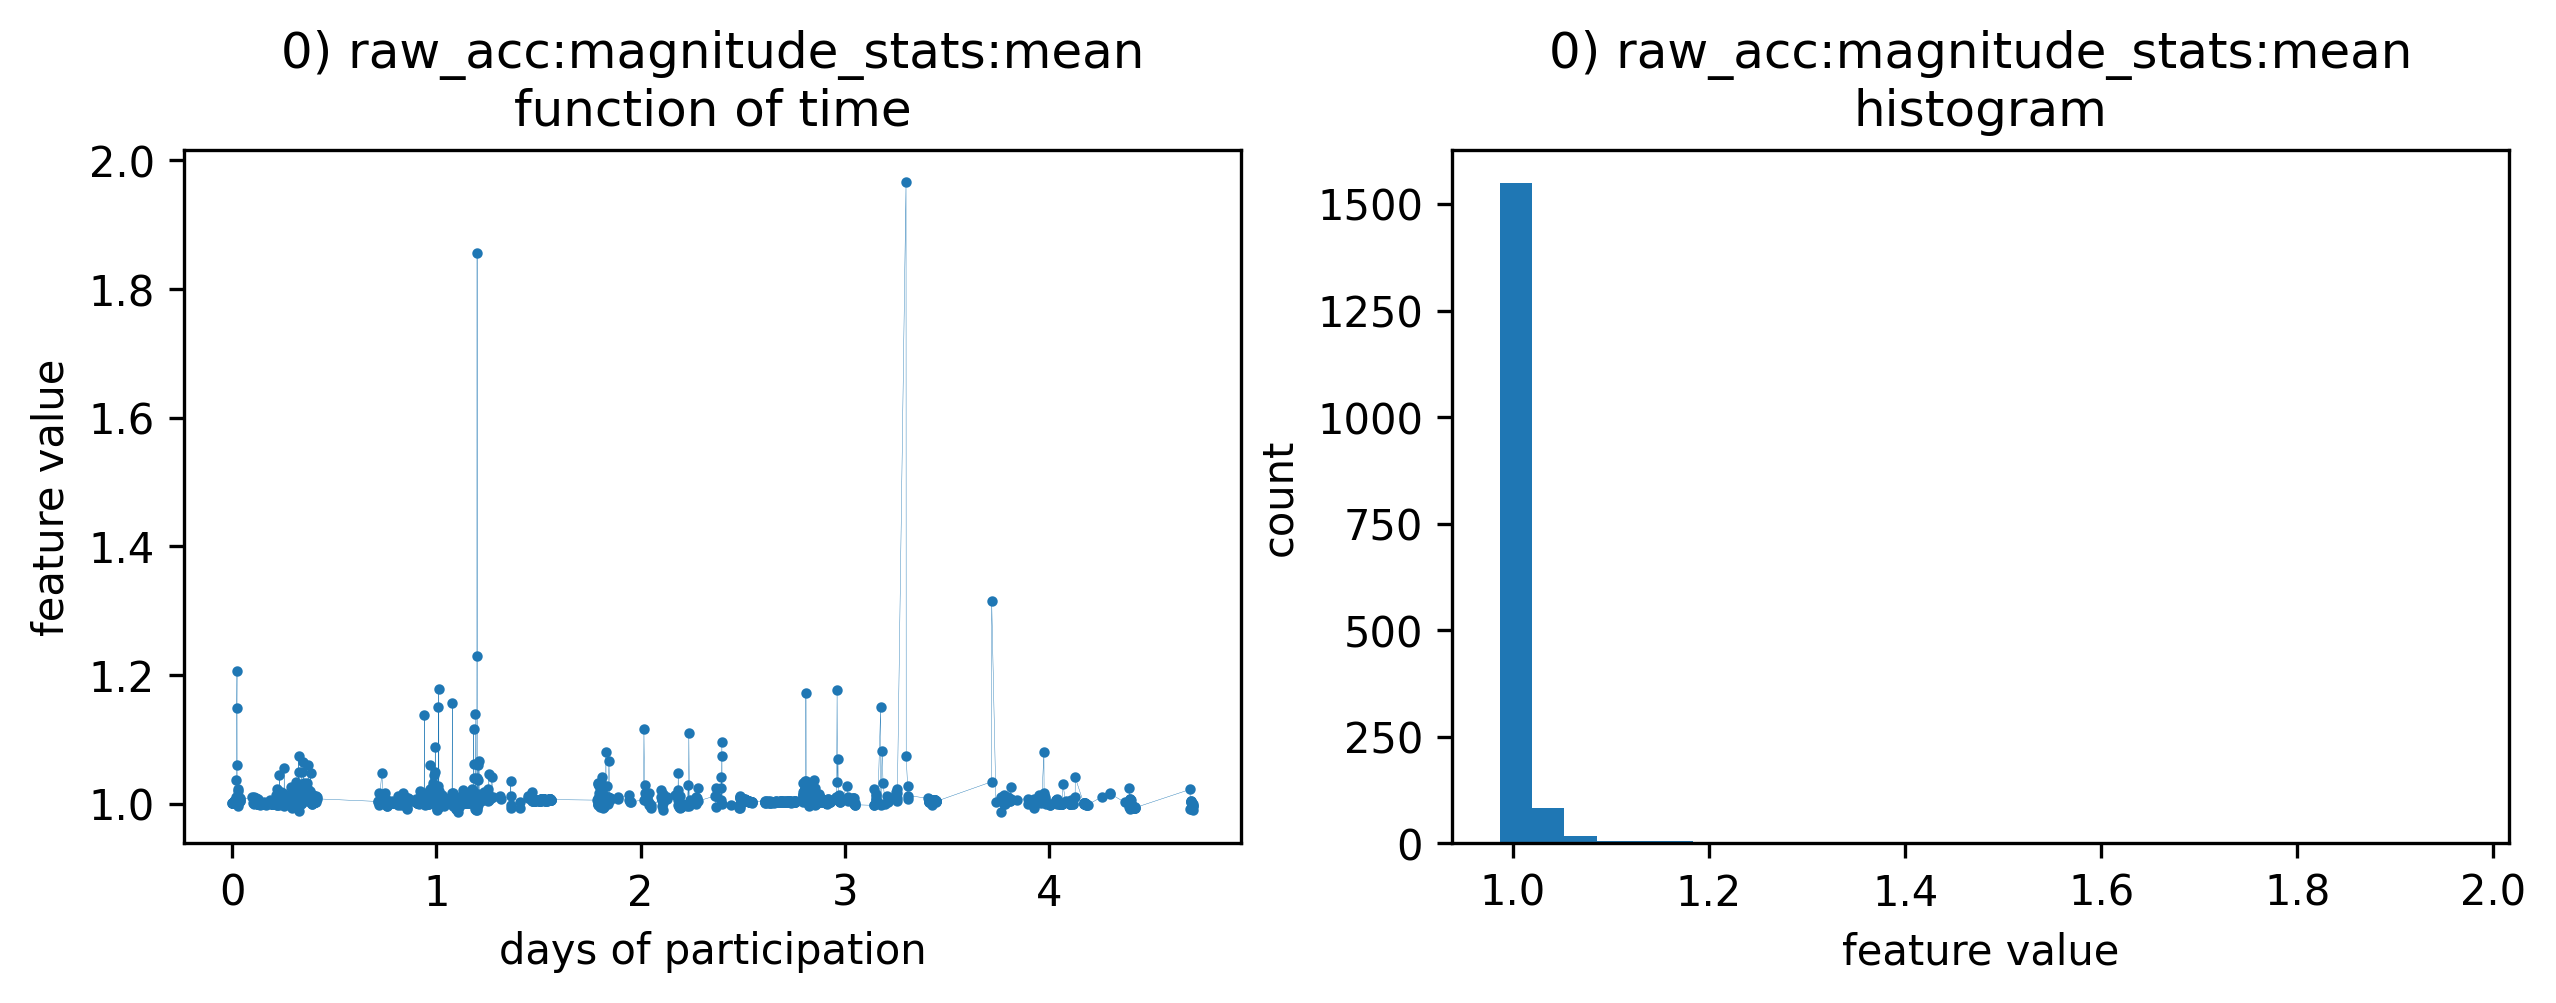 0) raw_acc:magnitude_stats:mean
function of time
2.0
1.8
1.6
1.4
1.2
1.0
feature value
0 1 2 3 4
days of participation
0) raw_acc:magnitude_stats:mean
histogram
1500
1250
1000
750
500
250
0
count
1.0 1.2 1.4 1.6 1.8 2.0
feature value